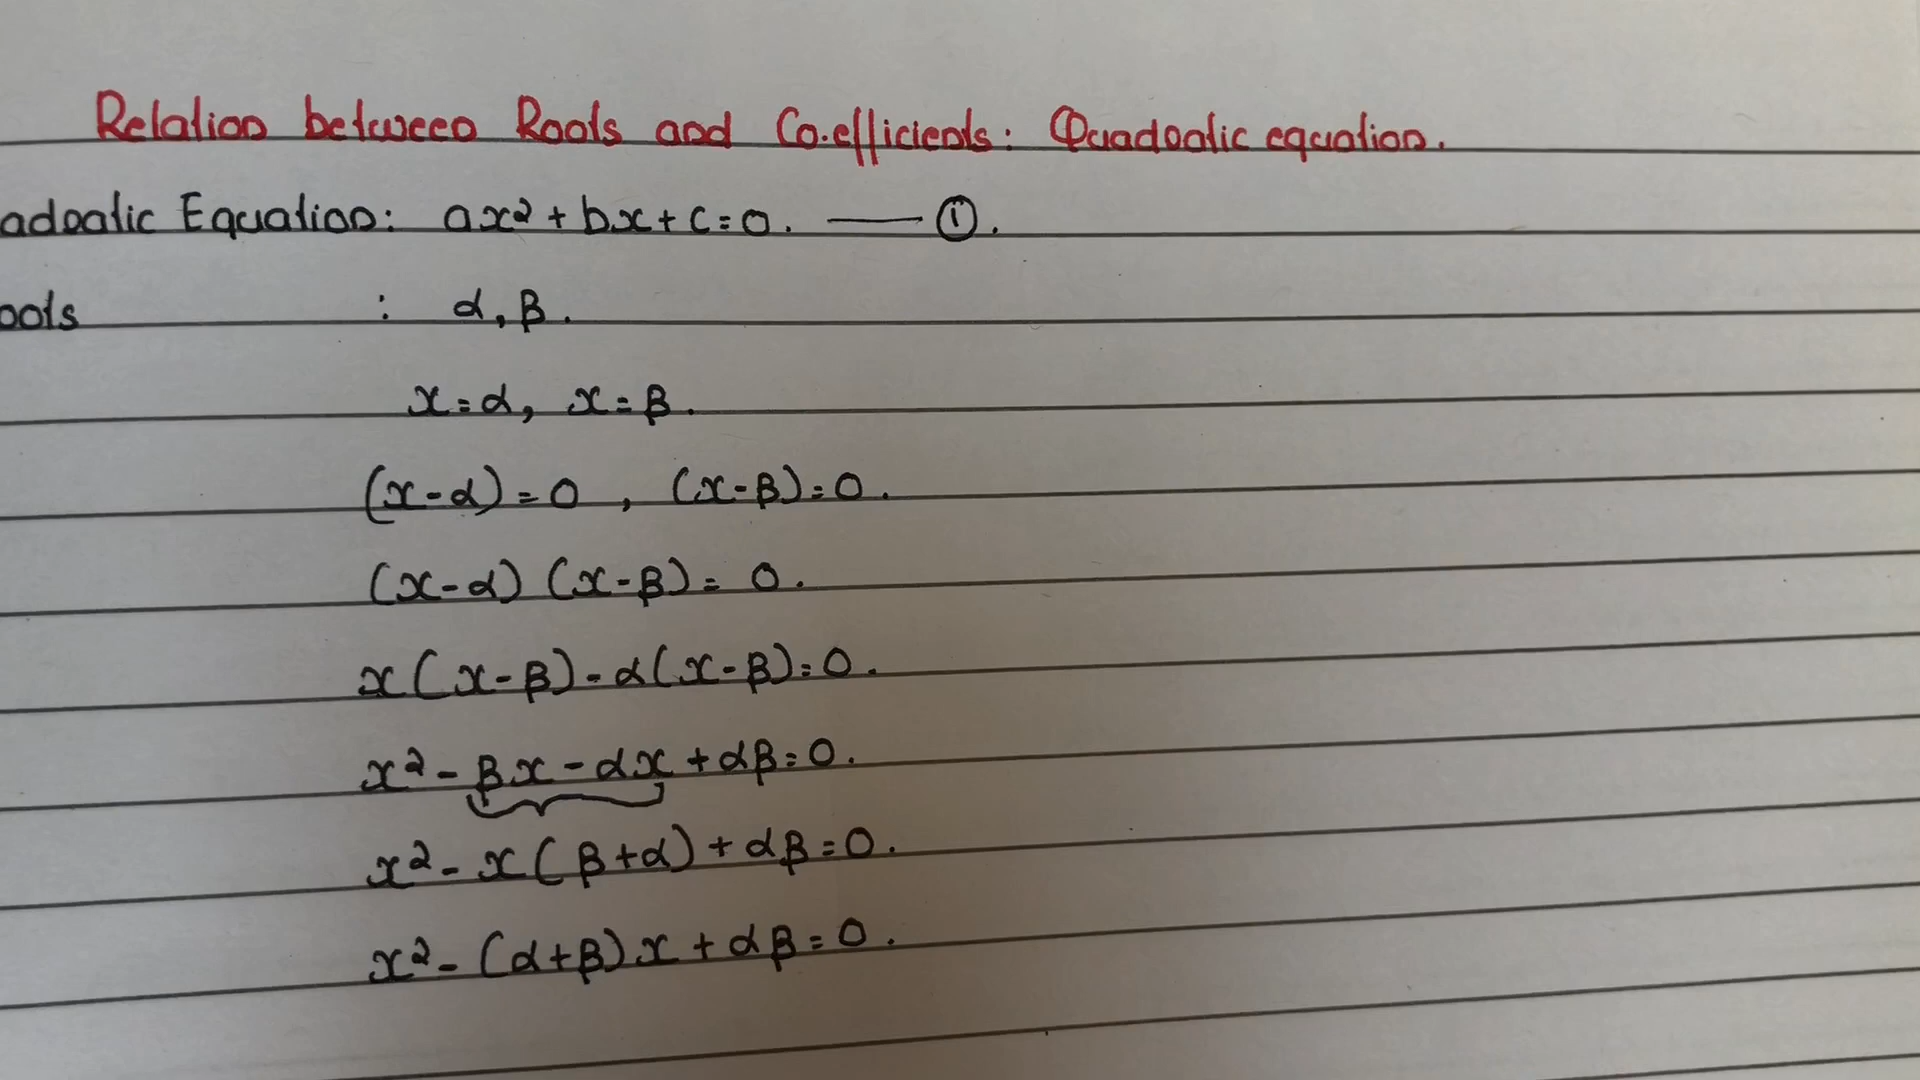 Relation between Roots and Co.efficients: Quadratic equation.
adratic Equation: ax² + bx + c = 0. —— ①.
oots : α, β.
x = α, x = β.
(x - α) = 0 , (x - β) = 0.
(x - α) (x - β) = 0.
x (x - β) - α (x - β) = 0.
x² - βx - αx + αβ = 0.
x² - x (β + α) + αβ = 0.
x² - (α + β) x + αβ = 0.